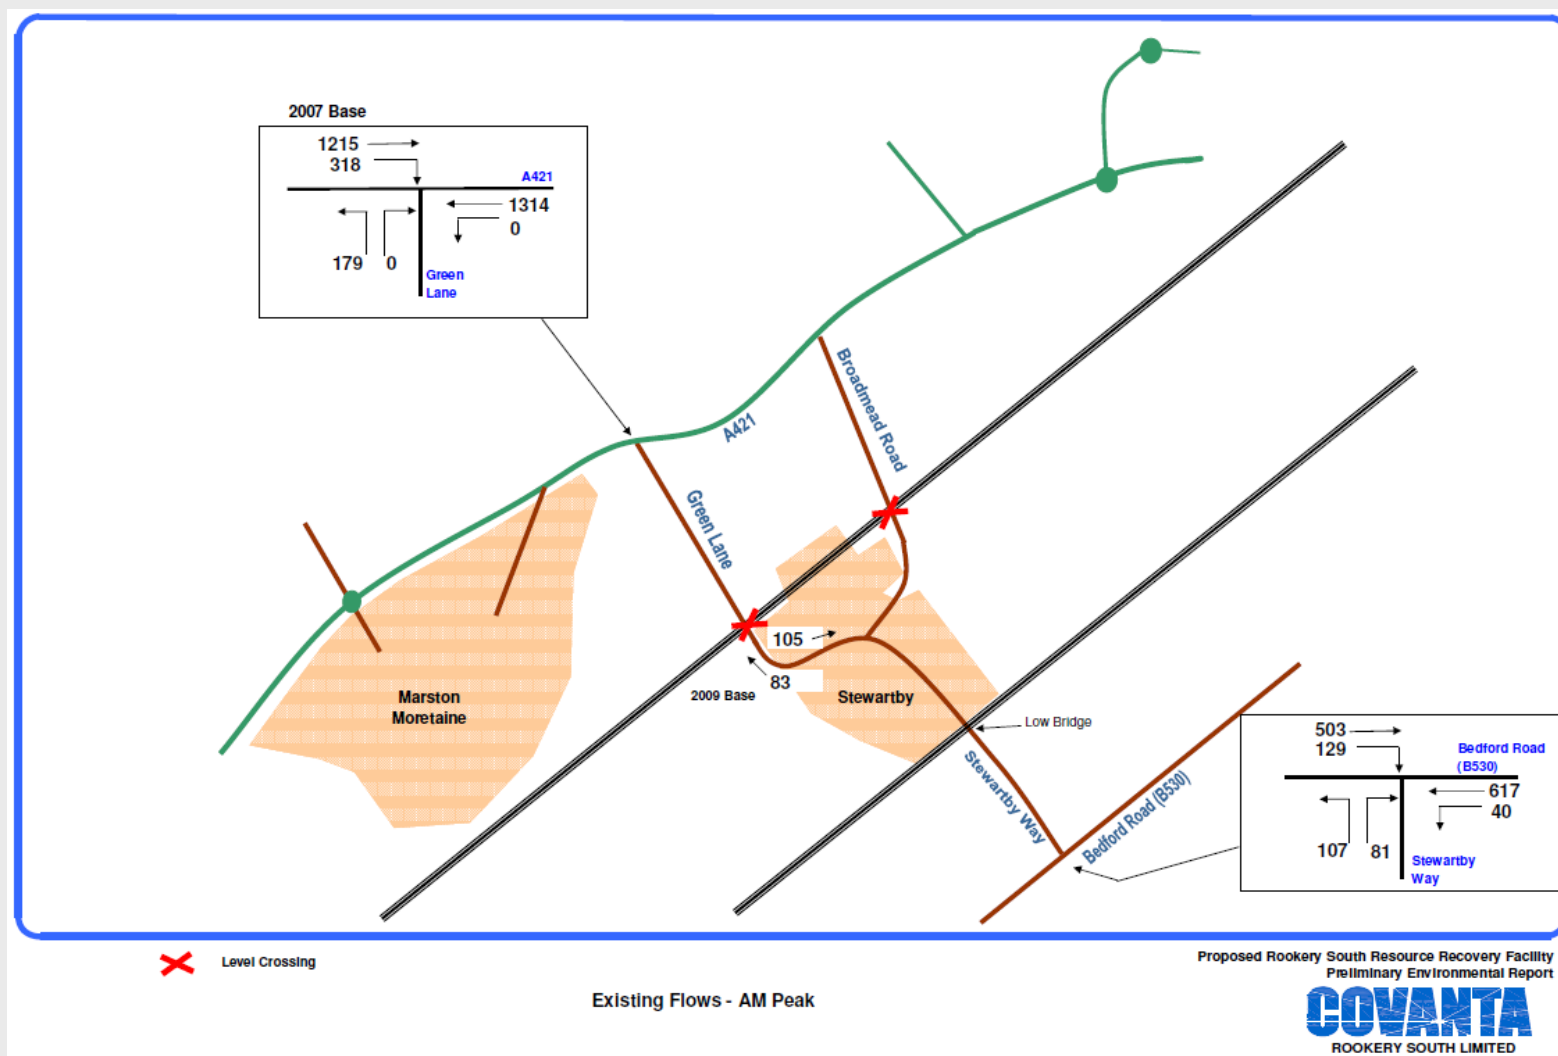 2007 Base
1215
318
A421
1314
0
179 0
Green
Lane
Broadmead Road
A421
Green Lane
105
83
2009 Base
Stewartby
Marston
Moretaine
Low Bridge
Stewartby Way
Bedford Road (B530)
503
129
Bedford Road
(B530)
617
40
107 81
Stewartby
Way
Level Crossing
Existing Flows - AM Peak
Proposed Rookery South Resource Recovery Facility
Preliminary Environmental Report
COVANTA
ROOKERY SOUTH LIMITED